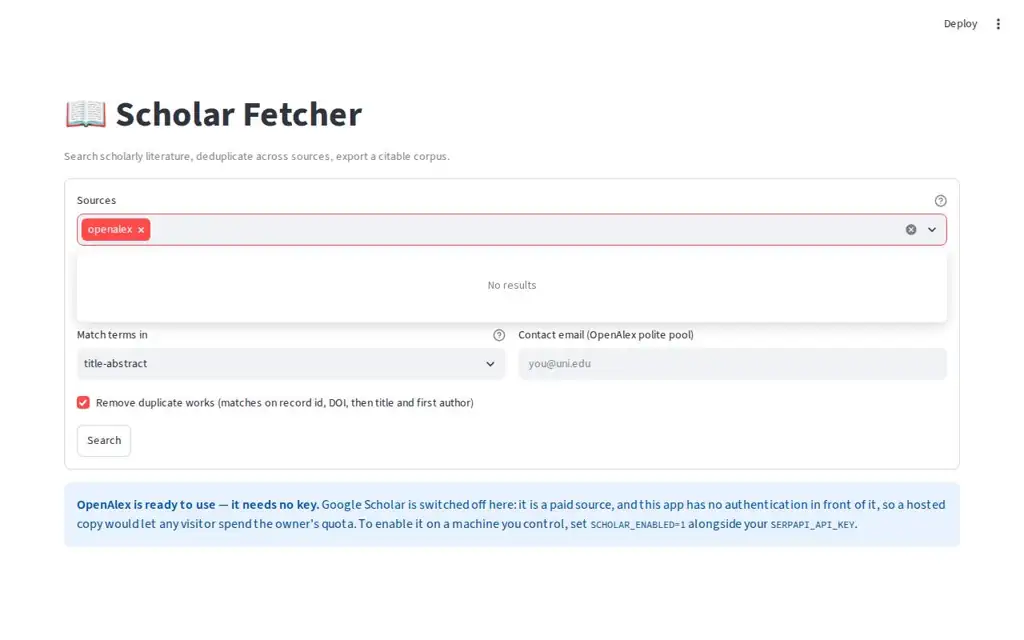 Deploy
Scholar Fetcher
Search scholarly literature, deduplicate across sources, export a citable corpus.
Sources
openalex
No results
Match terms in
Contact email (OpenAlex polite pool)
title-abstract
you@uni.edu
Remove duplicate works (matches on record id, DOI, then title and first author)
Search
OpenAlex is ready to use — it needs no key. Google Scholar is switched off here: it is a paid source, and this app has no authentication in front of it, so a hosted
copy would let any visitor spend the owner's quota. To enable it on a machine you control, set SCHOLAR_ENABLED=1 alongside your SERPAPI_API_KEY.